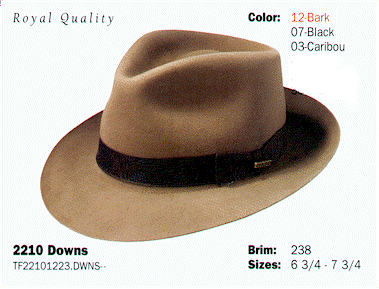 Royal Quality
Color: 12-Bark
07-Black
03-Caribou
2210 Downs
TF22101223.DWNS--
Brim: 238
Sizes: 6 3/4 - 7 3/4